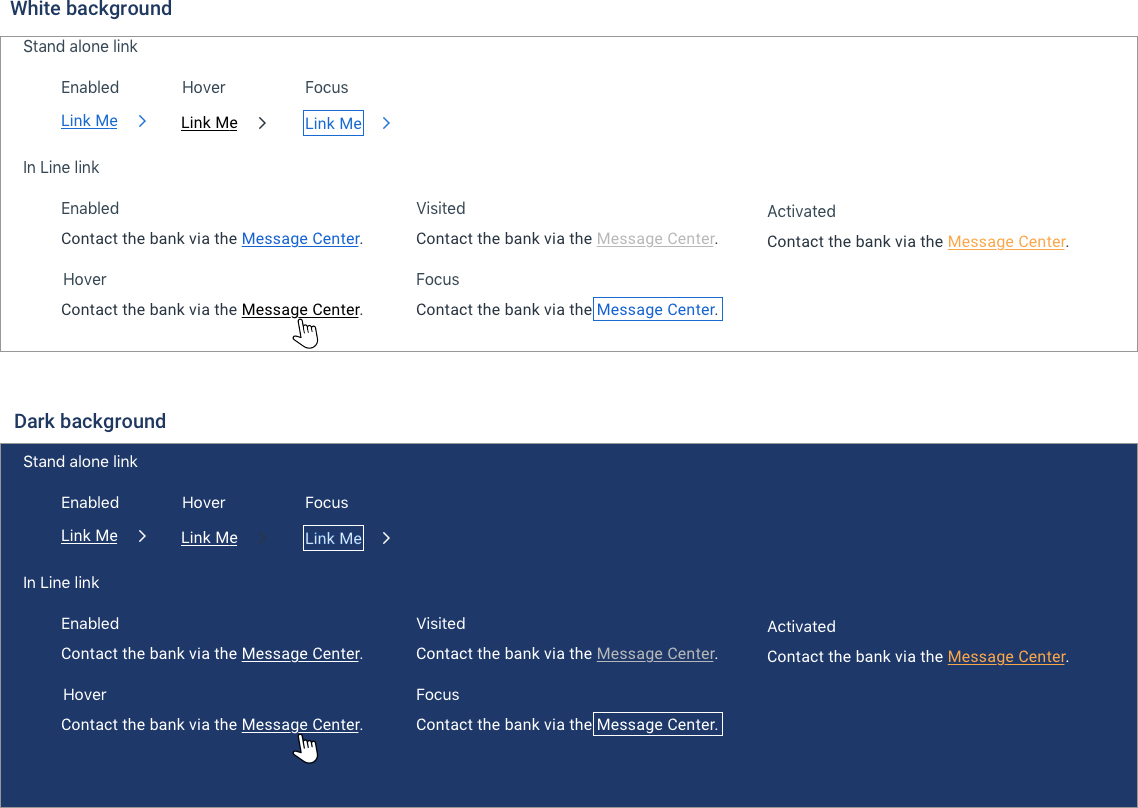 White background
Stand alone link
Enabled Hover Focus
Link Me Link Me Link Me
In Line link
Enabled Visited Activated
Contact the bank via the Message Center. Contact the bank via the Message Center. Contact the bank via the Message Center.
Hover Focus
Contact the bank via the Message Center. Contact the bank via the Message Center.
Dark background
Stand alone link
Enabled Hover Focus
Link Me Link Me Link Me
In Line link
Enabled Visited Activated
Contact the bank via the Message Center. Contact the bank via the Message Center. Contact the bank via the Message Center.
Hover Focus
Contact the bank via the Message Center. Contact the bank via the Message Center.